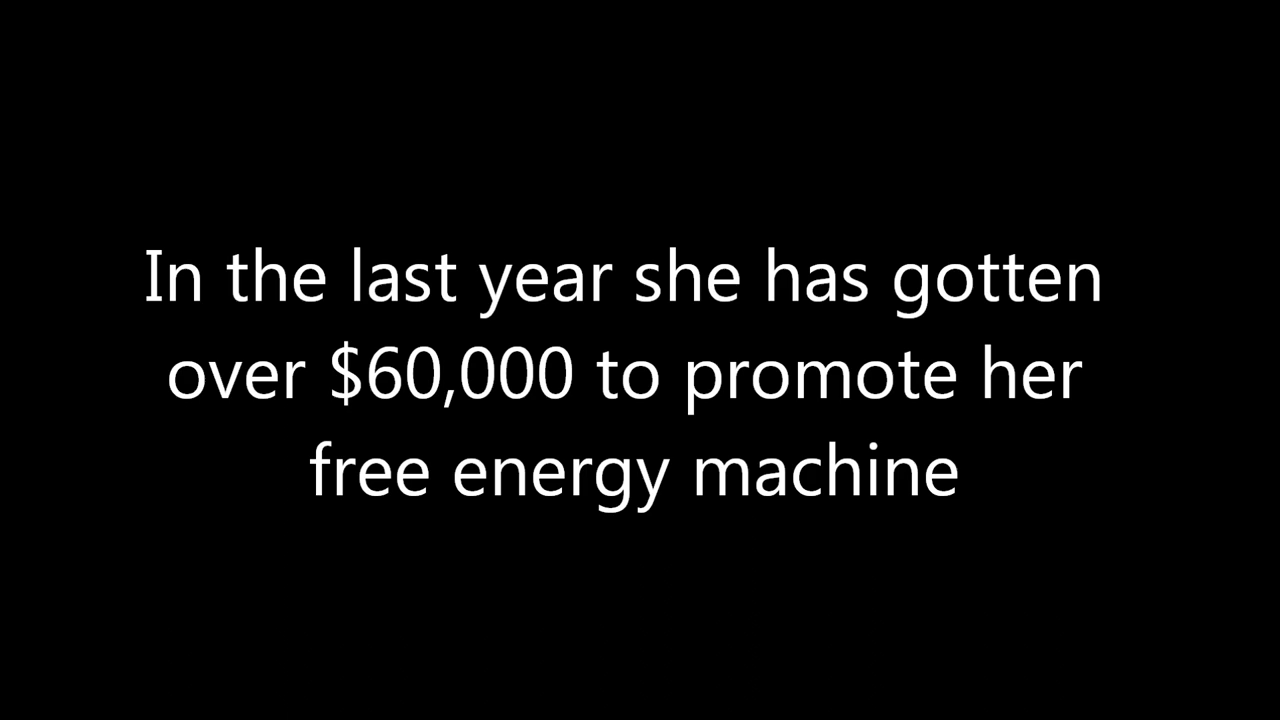 In the last year she has gotten
over $60,000 to promote her
free energy machine